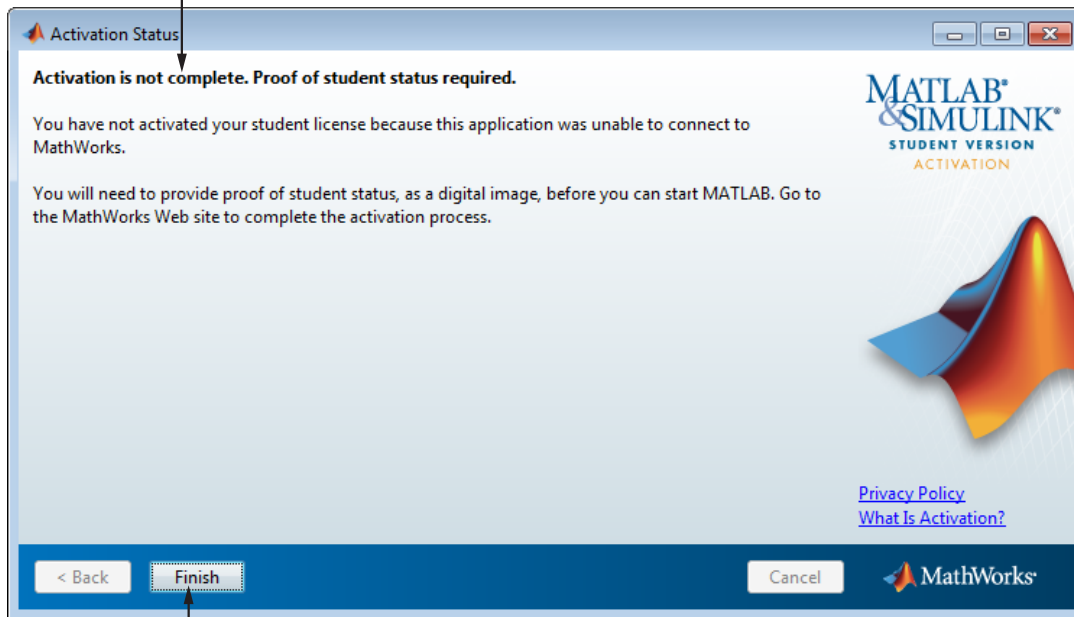 Activation Status
Activation is not complete. Proof of student status required.
You have not activated your student license because this application was unable to connect to
MathWorks.
You will need to provide proof of student status, as a digital image, before you can start MATLAB. Go to
the MathWorks Web site to complete the activation process.
MATLAB®
&SIMULINK®
STUDENT VERSION
ACTIVATION
Privacy Policy
What Is Activation?
< Back
Finish
Cancel
MathWorks®